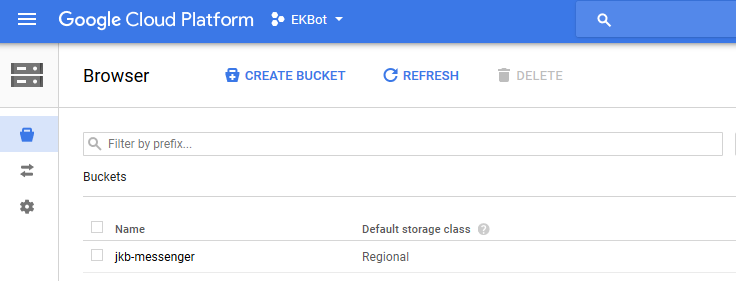 Google Cloud Platform EKBot
Browser CREATE BUCKET REFRESH DELETE
Filter by prefix...
Buckets
Name Default storage class ?
jkb-messenger Regional